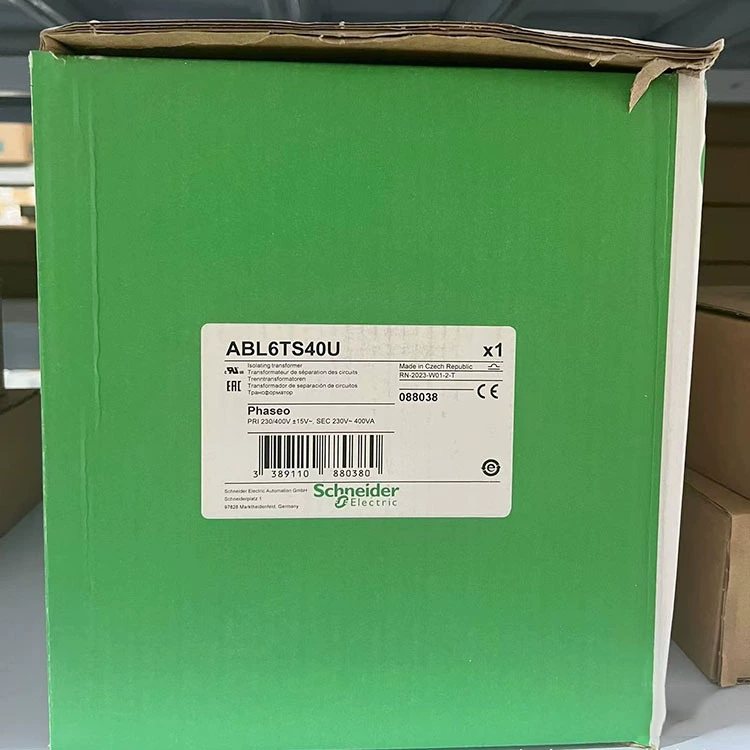 ABL6TS40U x1
Isolating transformer
Transformateur de séparation des circuits
Trenntransformatoren
Transformador de separación de circuitos
Трансформатор
EAC
Made in Czech Republic
RN-2023-W01-2-T
088038 CE
Phaseo
PRI 230/400V ±15V~, SEC 230V~ 400VA
3 389110 880380
Schneider Electric Automation GmbH
Schneiderplatz 1
97828 Marktheidenfeld, Germany
Schneider
Electric